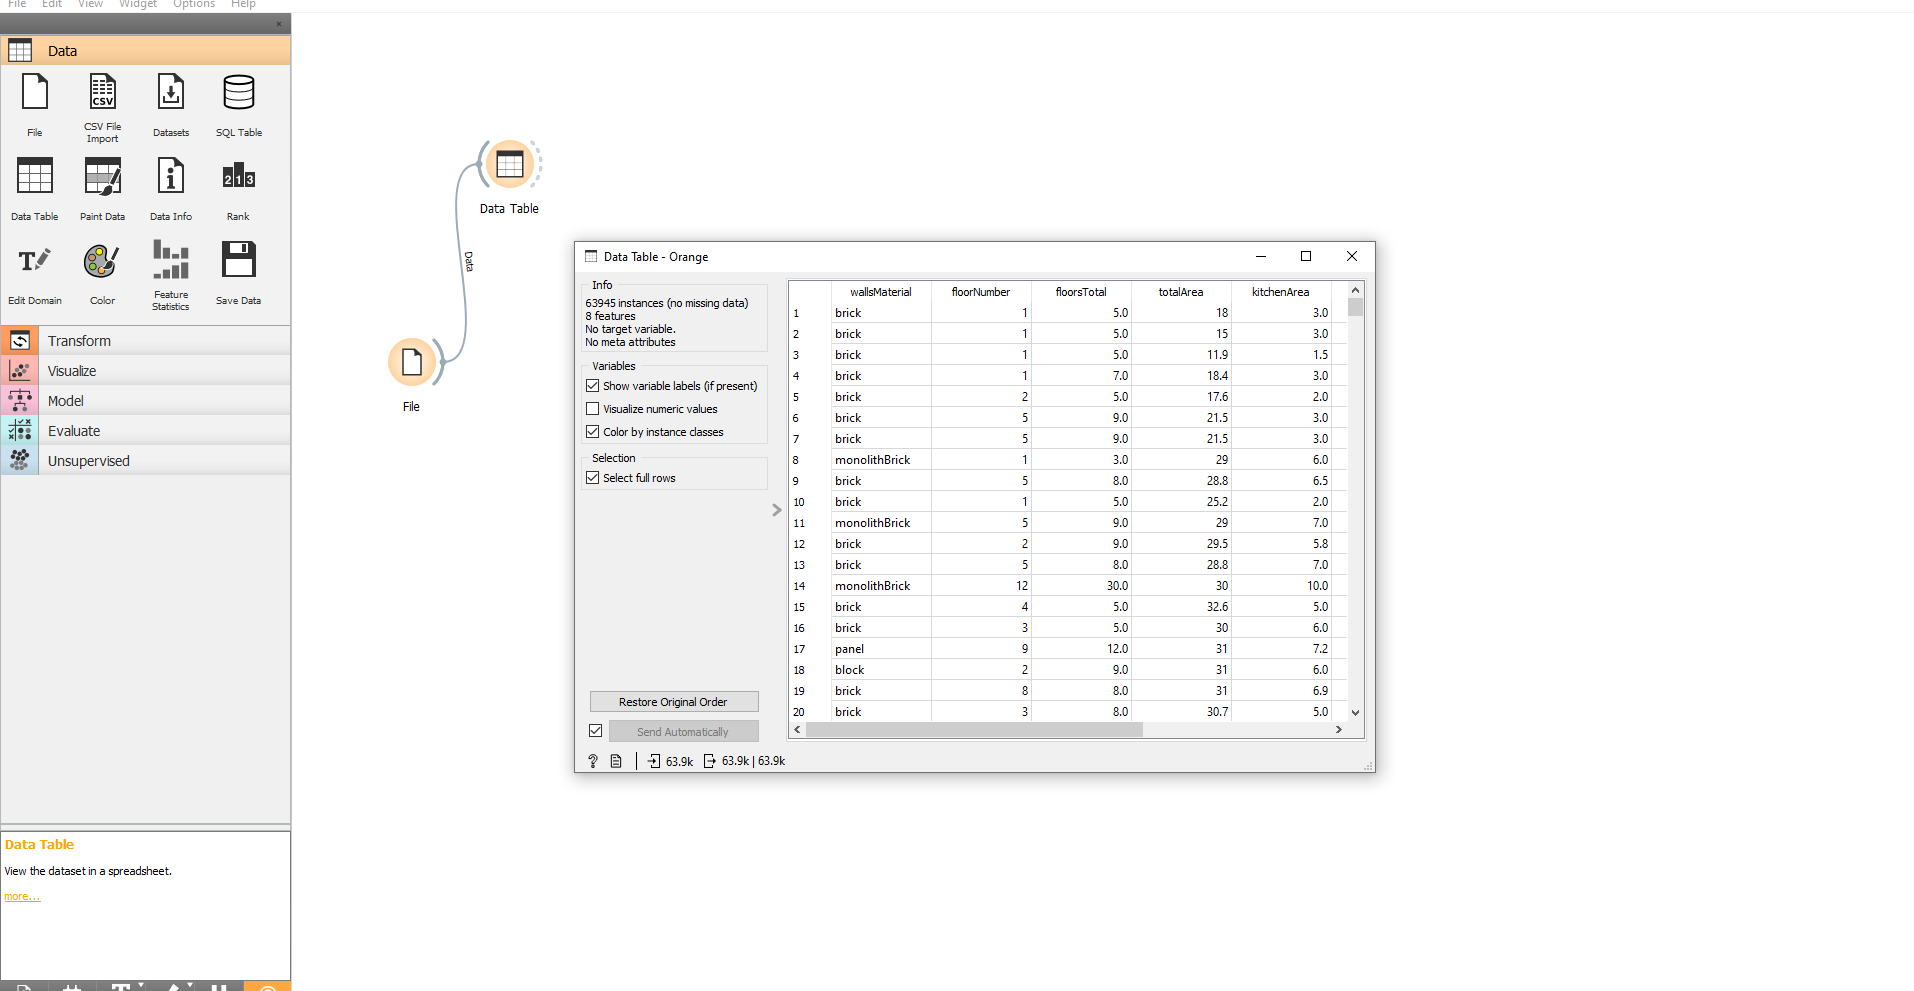 File Edit View Widget Options Help
Data
File
CSV File Import
Datasets
SQL Table
Data Table
Paint Data
Data Info
Rank
Edit Domain
Color
Feature Statistics
Save Data
Transform
Visualize
Model
Evaluate
Unsupervised
Data Table
View the dataset in a spreadsheet.
more...
Data Table
Data
File
Data Table - Orange
Info
63945 instances (no missing data)
8 features
No target variable.
No meta attributes
Variables
Show variable labels (if present)
Visualize numeric values
Color by instance classes
Selection
Select full rows
Restore Original Order
Send Automatically
63.9k 63.9k | 63.9k
wallsMaterial floorNumber floorsTotal totalArea kitchenArea
1 brick 1 5.0 18 3.0
2 brick 1 5.0 15 3.0
3 brick 1 5.0 11.9 1.5
4 brick 1 7.0 18.4 3.0
5 brick 2 5.0 17.6 2.0
6 brick 5 9.0 21.5 3.0
7 brick 5 9.0 21.5 3.0
8 monolithBrick 1 3.0 29 6.0
9 brick 5 8.0 28.8 6.5
10 brick 1 5.0 25.2 2.0
11 monolithBrick 5 9.0 29 7.0
12 brick 2 9.0 29.5 5.8
13 brick 5 8.0 28.8 7.0
14 monolithBrick 12 30.0 30 10.0
15 brick 4 5.0 32.6 5.0
16 brick 3 5.0 30 6.0
17 panel 9 12.0 31 7.2
18 block 2 9.0 31 6.0
19 brick 8 8.0 31 6.9
20 brick 3 8.0 30.7 5.0